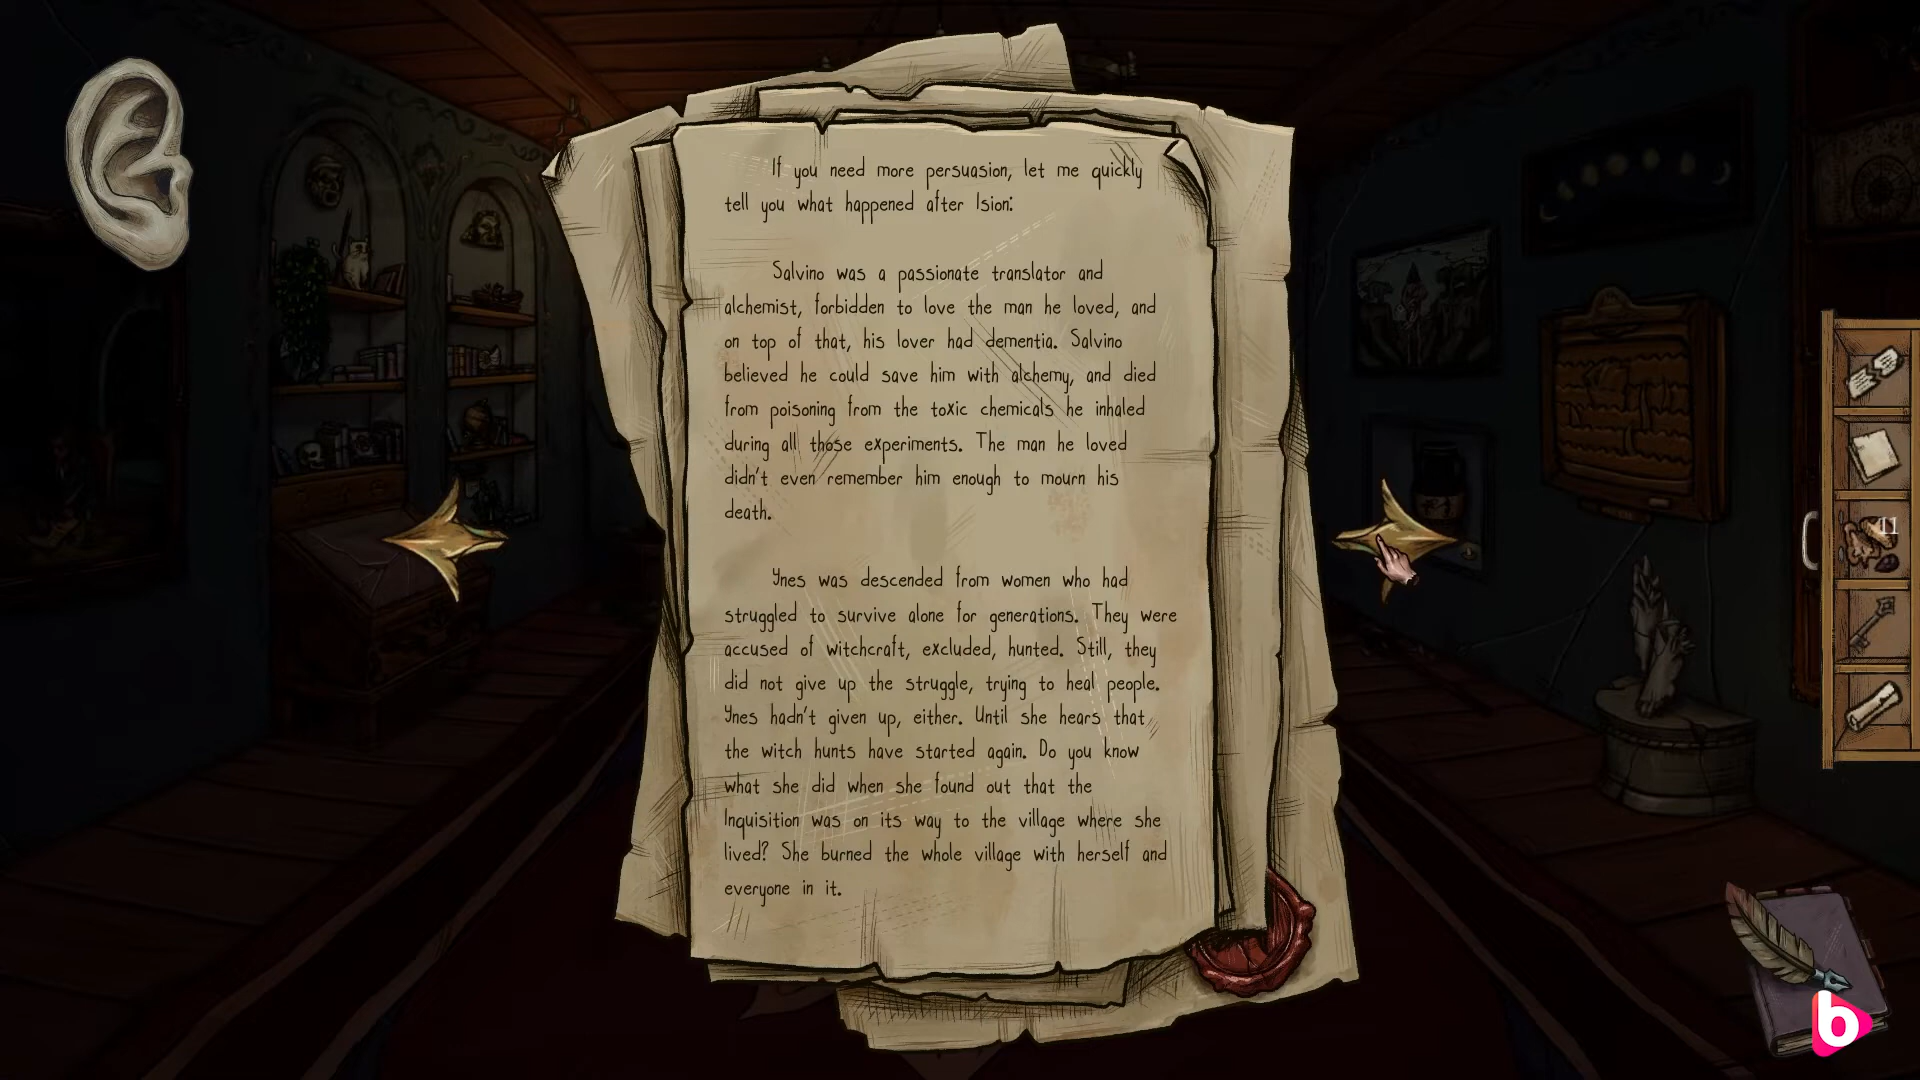 If you need more persuasion, let me quickly
tell you what happened after Ision:
Salvino was a passionate translator and
alchemist, forbidden to love the man he loved, and
on top of that, his lover had dementia. Salvino
believed he could save him with alchemy, and died
from poisoning from the toxic chemicals he inhaled
during all those experiments. The man he loved
didn't even remember him enough to mourn his
death.
Ynes was descended from women who had
struggled to survive alone for generations. They were
accused of witchcraft, excluded, hunted. Still, they
did not give up the struggle, trying to heal people.
Ynes hadn't given up, either. Until she hears that
the witch hunts have started again. Do you know
what she did when she found out that the
Inquisition was on its way to the village where she
lived? She burned the whole village with herself and
everyone in it.
11
b